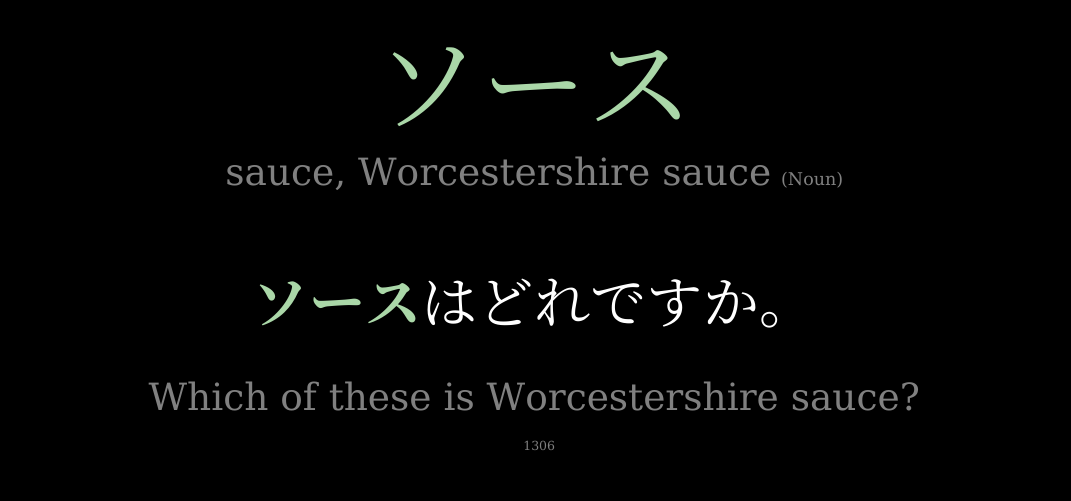 ソース
sauce, Worcestershire sauce (Noun)
ソースはどれですか。
Which of these is Worcestershire sauce?
1306